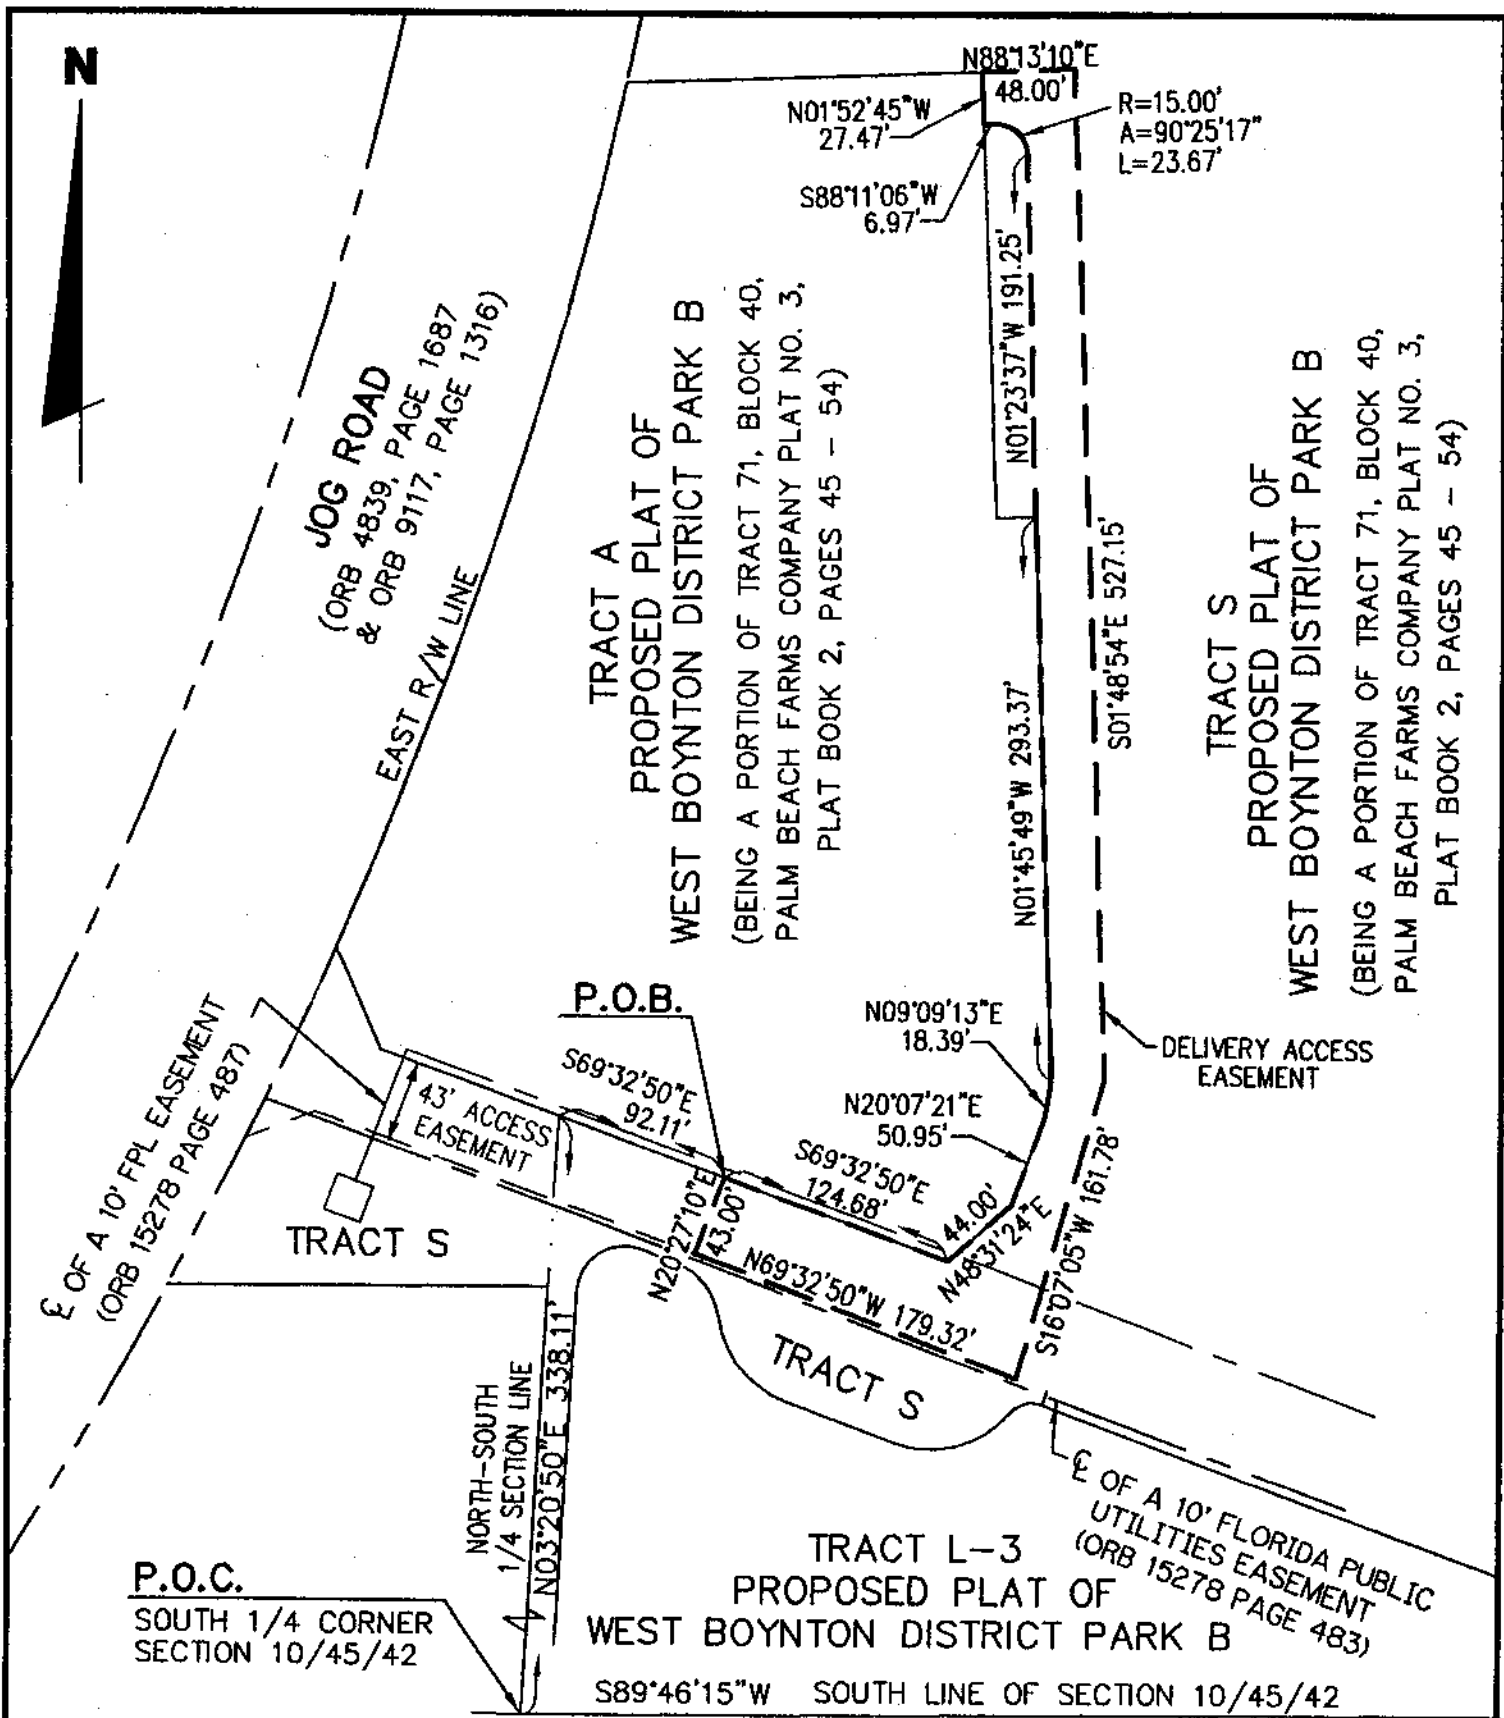 N
N88°13'10"E
48.00'
N01°52'45"W
27.47'
R=15.00'
A=90°25'17"
L=23.67'
S88°11'06"W
6.97'
N01°23'37"W 191.25'
JOG ROAD
(ORB 4839, PAGE 1687
& ORB 9117, PAGE 1316)
EAST R/W LINE
TRACT A
PROPOSED PLAT OF
WEST BOYNTON DISTRICT PARK B
(BEING A PORTION OF TRACT 71, BLOCK 40,
PALM BEACH FARMS COMPANY PLAT NO. 3,
PLAT BOOK 2, PAGES 45 – 54)
N01°45'49"W 293.37'
S01°48'54"E 527.15'
TRACT S
PROPOSED PLAT OF
WEST BOYNTON DISTRICT PARK B
(BEING A PORTION OF TRACT 71, BLOCK 40,
PALM BEACH FARMS COMPANY PLAT NO. 3,
PLAT BOOK 2, PAGES 45 – 54)
P.O.B.
N09°09'13"E
18.39'
DELIVERY ACCESS
EASEMENT
N20°07'21"E
50.95'
℄ OF A 10' FPL EASEMENT
(ORB 15278 PAGE 487)
43' ACCESS
EASEMENT
S69°32'50"E
92.11'
S69°32'50"E
124.68'
44.00'
N48°31'24"E
S16°07'05"W 161.78'
N20°27'10"E
43.00'
N69°32'50"W 179.32'
TRACT S
TRACT S
NORTH–SOUTH
1/4 SECTION LINE
N03°20'50"E 338.11'
℄ OF A 10' FLORIDA PUBLIC
UTILITIES EASEMENT
(ORB 15278 PAGE 483)
P.O.C.
SOUTH 1/4 CORNER
SECTION 10/45/42
TRACT L–3
PROPOSED PLAT OF
WEST BOYNTON DISTRICT PARK B
S89°46'15"W SOUTH LINE OF SECTION 10/45/42